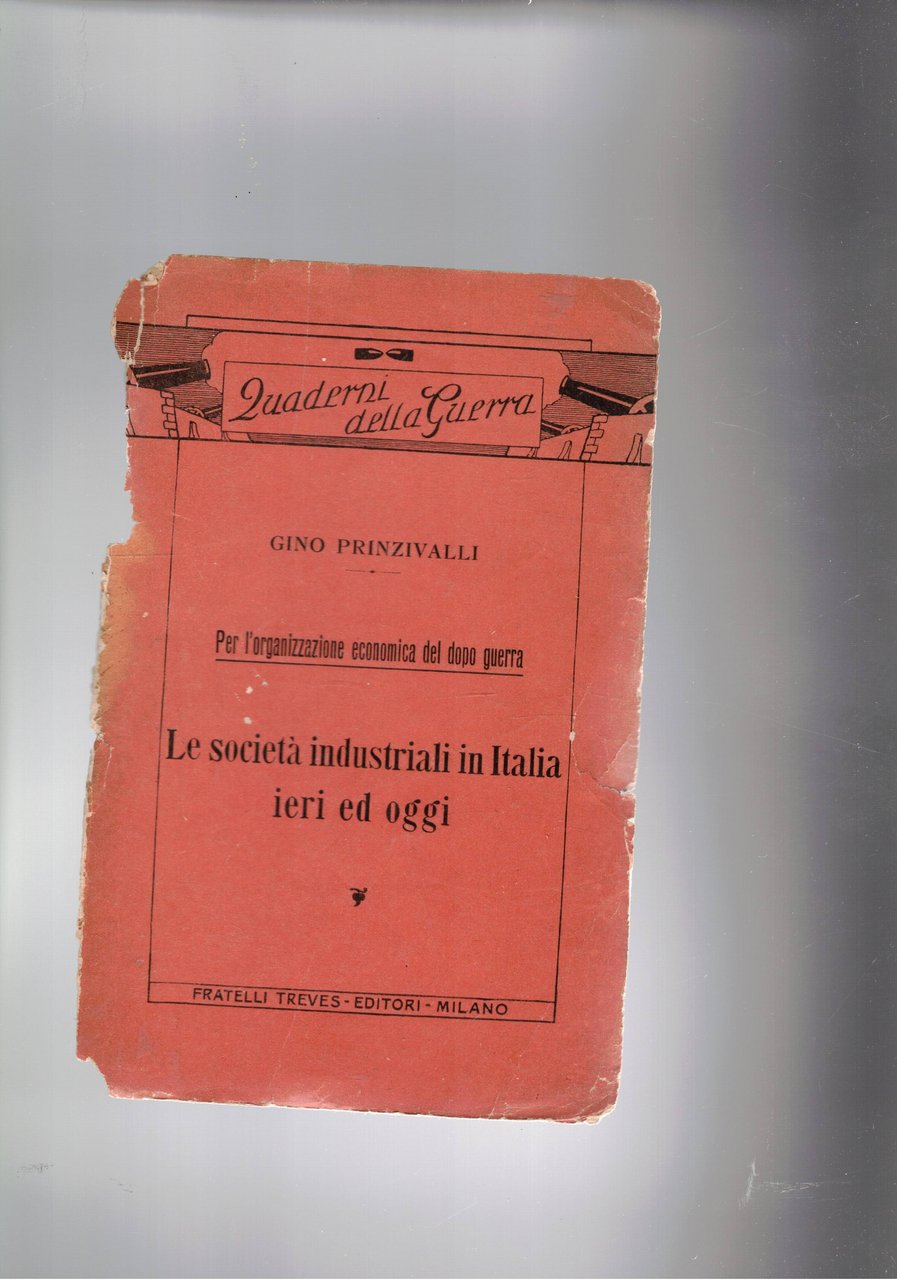 Quaderni
della Guerra
GINO PRINZIVALLI
Per l'organizzazione economica del dopo guerra
Le società industriali in Italia
ieri ed oggi
FRATELLI TREVES - EDITORI - MILANO